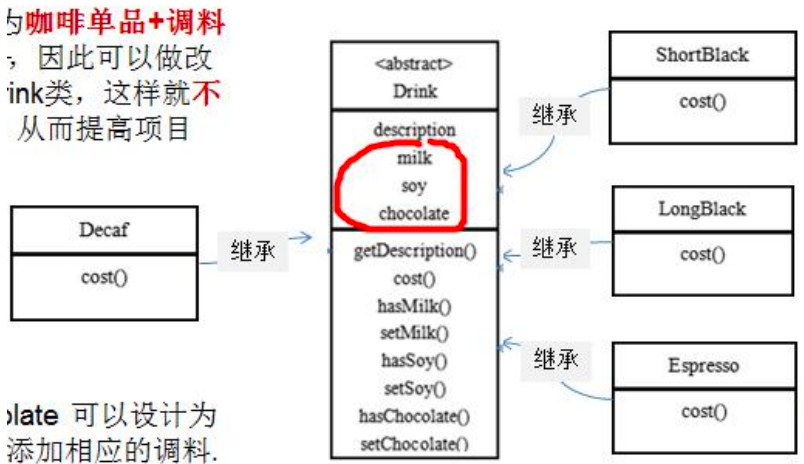 为咖啡单品+调料
，因此可以做改
ink类，这样就不
从而提高项目
<abstract>
Drink
description
milk
soy
chocolate
getDescription()
cost()
hasMilk()
setMilk()
hasSoy()
setSoy()
hasChocolate()
setChocolate()
Decaf
cost()
继承
继承
ShortBlack
cost()
继承
LongBlack
cost()
继承
Espresso
cost()
olate 可以设计为
添加相应的调料.